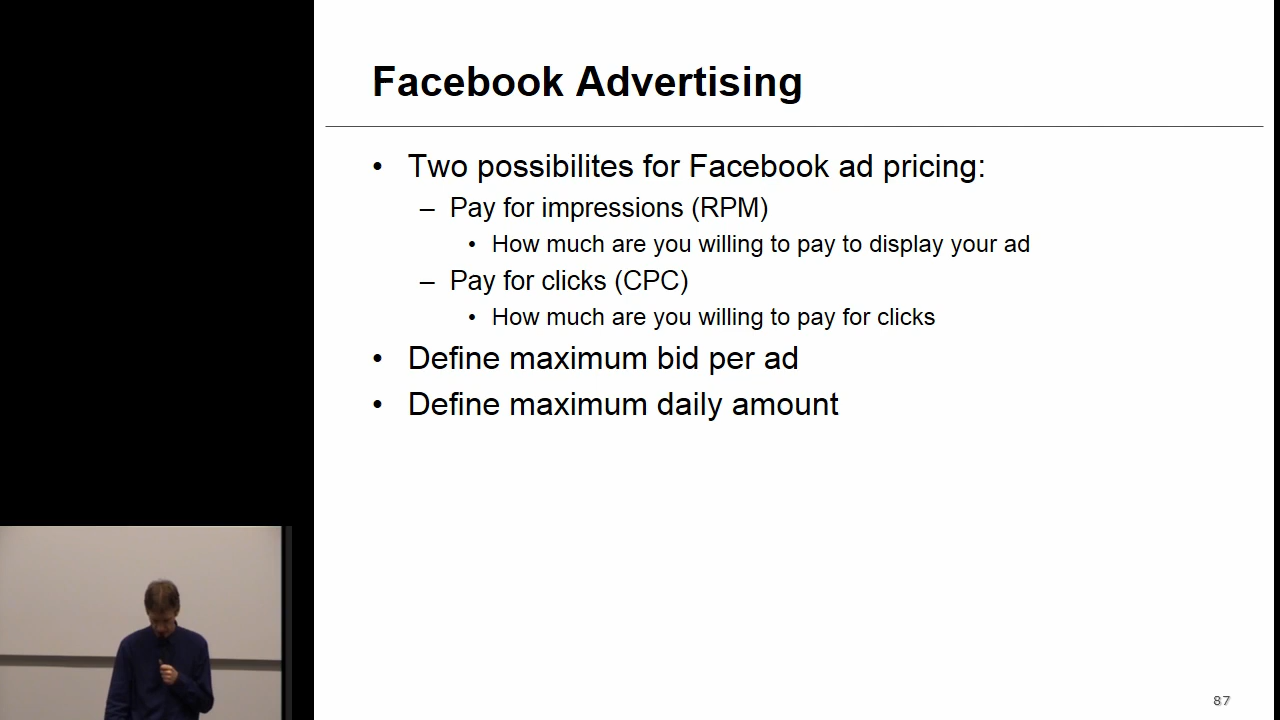 Facebook Advertising
• Two possibilites for Facebook ad pricing:
– Pay for impressions (RPM)
• How much are you willing to pay to display your ad
– Pay for clicks (CPC)
• How much are you willing to pay for clicks
• Define maximum bid per ad
• Define maximum daily amount
87